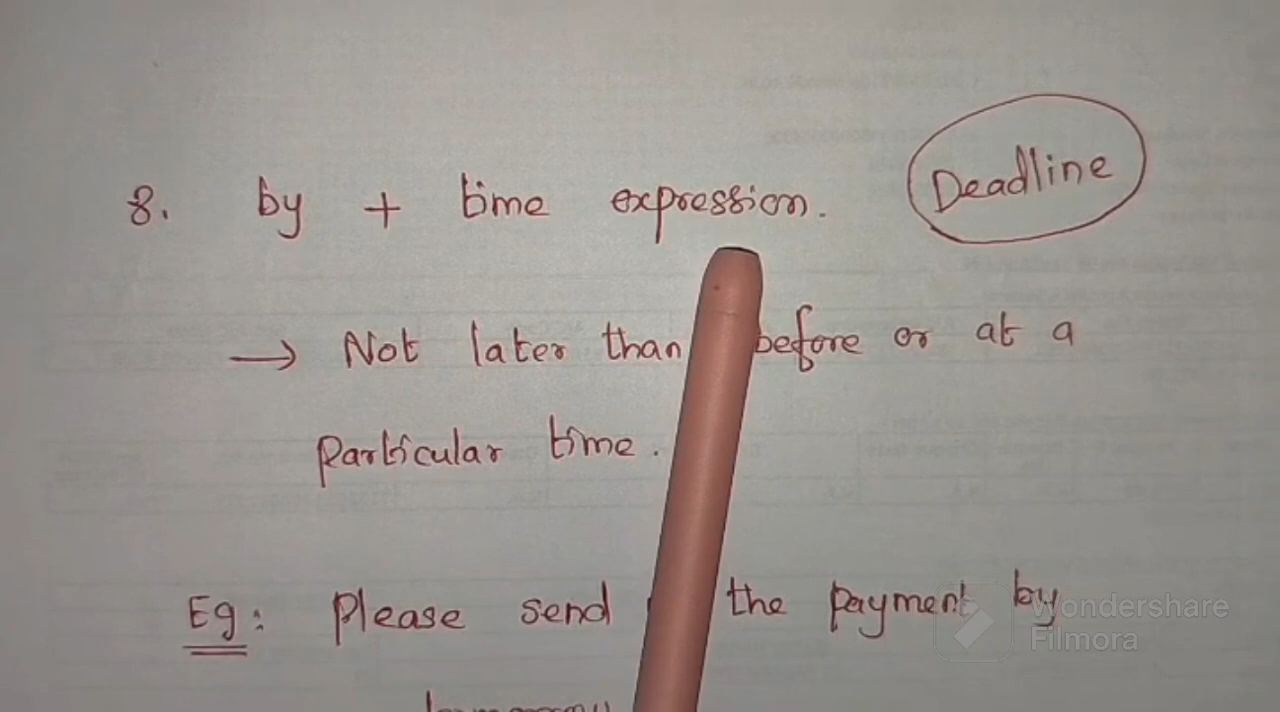 8. by + time expression. Deadline
→ Not later than before or at a
particular time.
Eg: Please send the payment by
Wondershare
Filmora